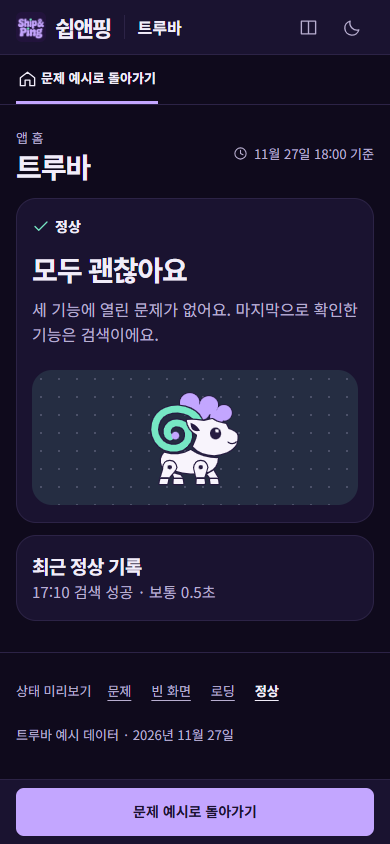 Ship& Ping 쉽앤핑 트루바
문제 예시로 돌아가기
앱 홈
트루바
11월 27일 18:00 기준
정상
모두 괜찮아요
세 기능에 열린 문제가 없어요. 마지막으로 확인한
기능은 검색이에요.
최근 정상 기록
17:10 검색 성공 · 보통 0.5초
상태 미리보기 문제 빈 화면 로딩 정상
트루바 예시 데이터 · 2026년 11월 27일
문제 예시로 돌아가기